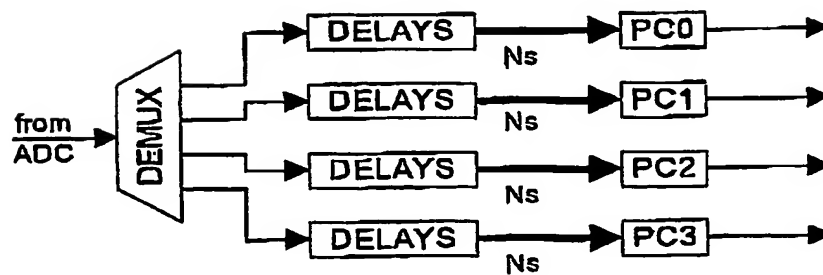 DELAYS
Ns
PC0
DELAYS
Ns
PC1
from
ADC
DEMUX
DELAYS
Ns
PC2
DELAYS
Ns
PC3